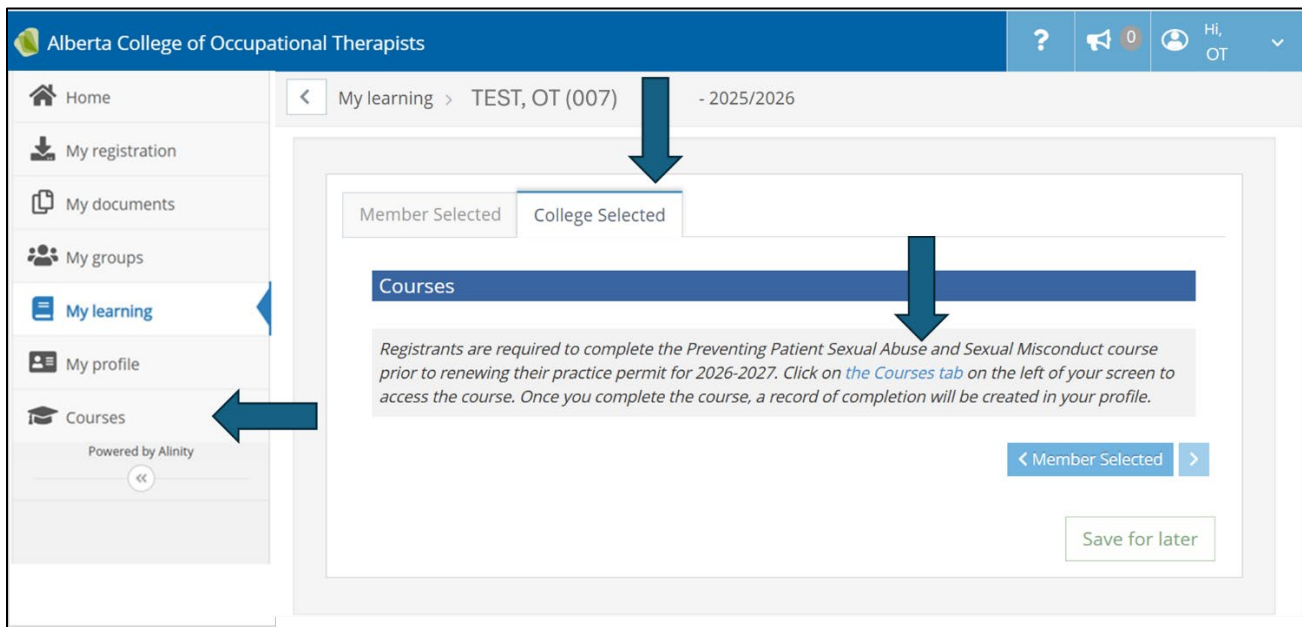 Alberta College of Occupational Therapists
?
0
Hi,
OT
Home
My registration
My documents
My groups
My learning
My profile
Courses
Powered by Alinity
«
< My learning > TEST, OT (007) - 2025/2026
Member Selected College Selected
Courses
Registrants are required to complete the Preventing Patient Sexual Abuse and Sexual Misconduct course
prior to renewing their practice permit for 2026-2027. Click on the Courses tab on the left of your screen to
access the course. Once you complete the course, a record of completion will be created in your profile.
< Member Selected >
Save for later